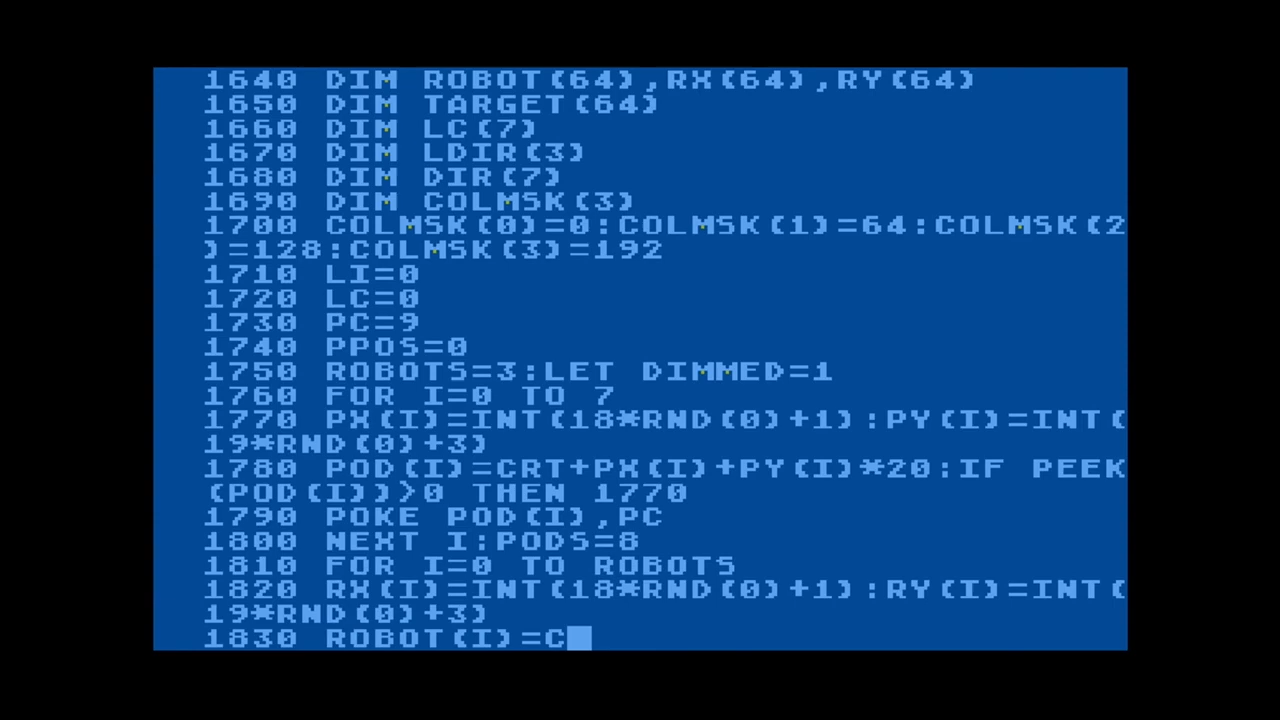 1640 DIM ROBOT(64),RX(64),RY(64)
1650 DIM TARGET(64)
1660 DIM LC(7)
1670 DIM LDIR(3)
1680 DIM DIR(7)
1690 DIM COLMSK(3)
1700 COLMSK(0)=0:COLMSK(1)=64:COLMSK(2
)=128:COLMSK(3)=192
1710 LI=0
1720 LC=0
1730 PC=9
1740 PPOS=0
1750 ROBOTS=3:LET DIMMED=1
1760 FOR I=0 TO 7
1770 PX(I)=INT(18*RND(0)+1):PY(I)=INT(
19*RND(0)+3)
1780 POD(I)=CRT+PX(I)+PY(I)*20:IF PEEK
(POD(I))>0 THEN 1770
1790 POKE POD(I),PC
1800 NEXT I:PODS=8
1810 FOR I=0 TO ROBOTS
1820 RX(I)=INT(18*RND(0)+1):RY(I)=INT(
19*RND(0)+3)
1830 ROBOT(I)=C